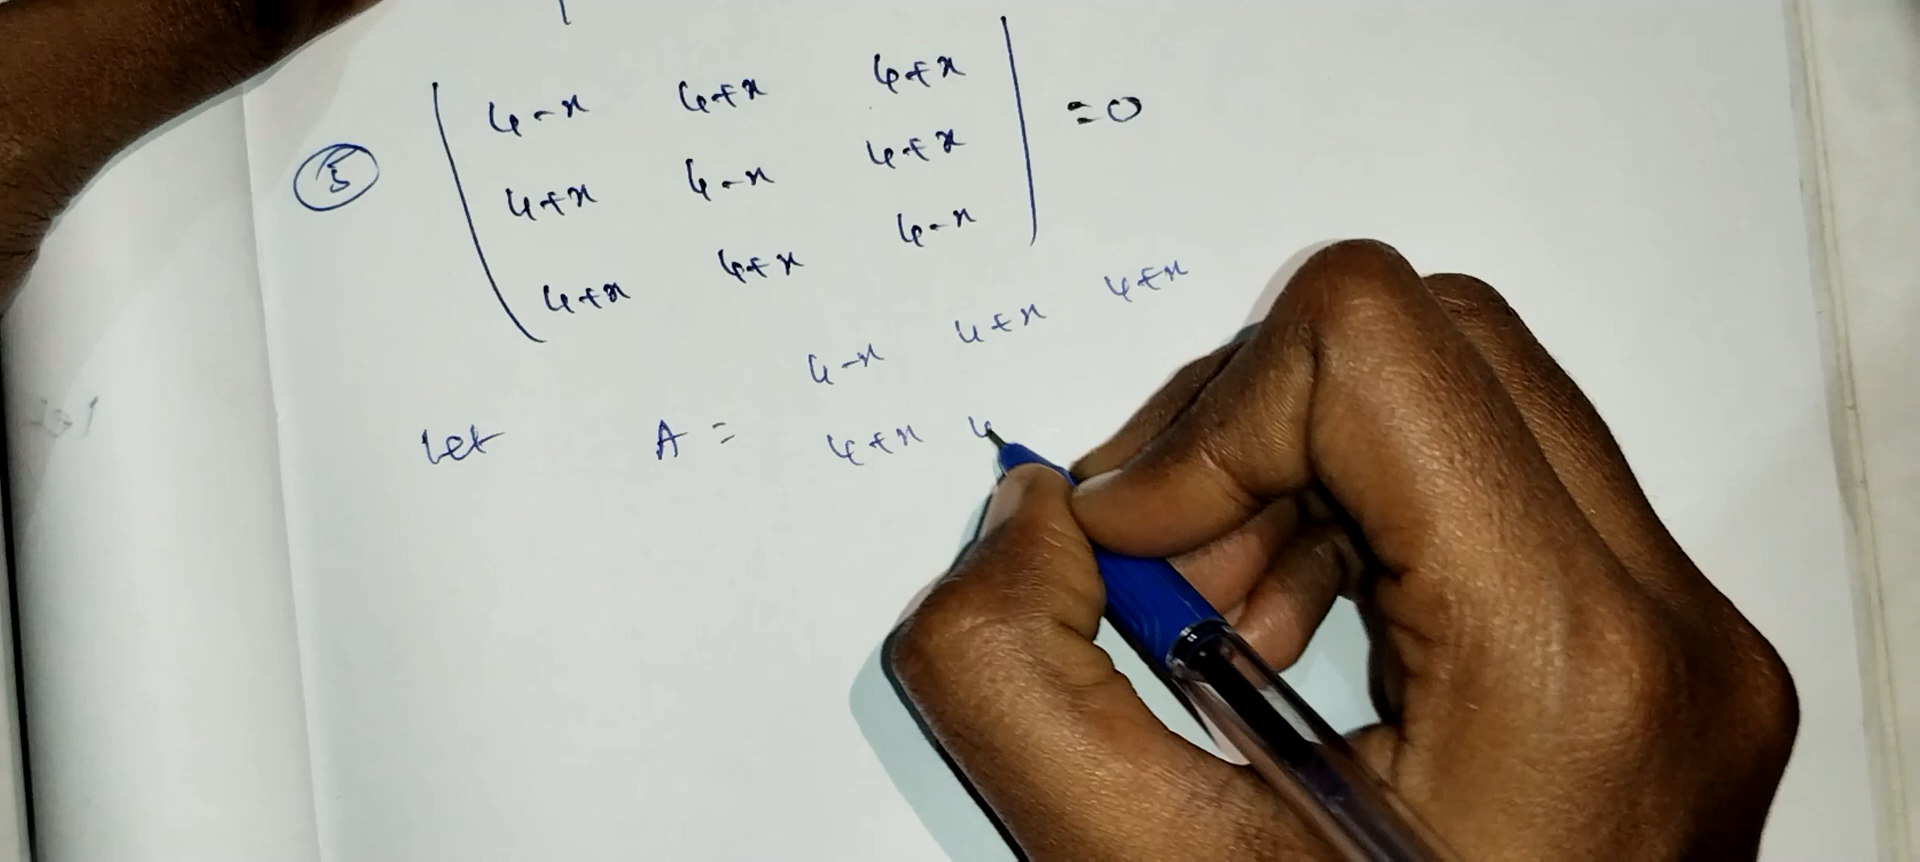 4-x 4+x 4+x
5 4+x 4-x 4+x =0
4+x 4+x 4-x
4-x 4+x 4+x
Let A = 4+x 4